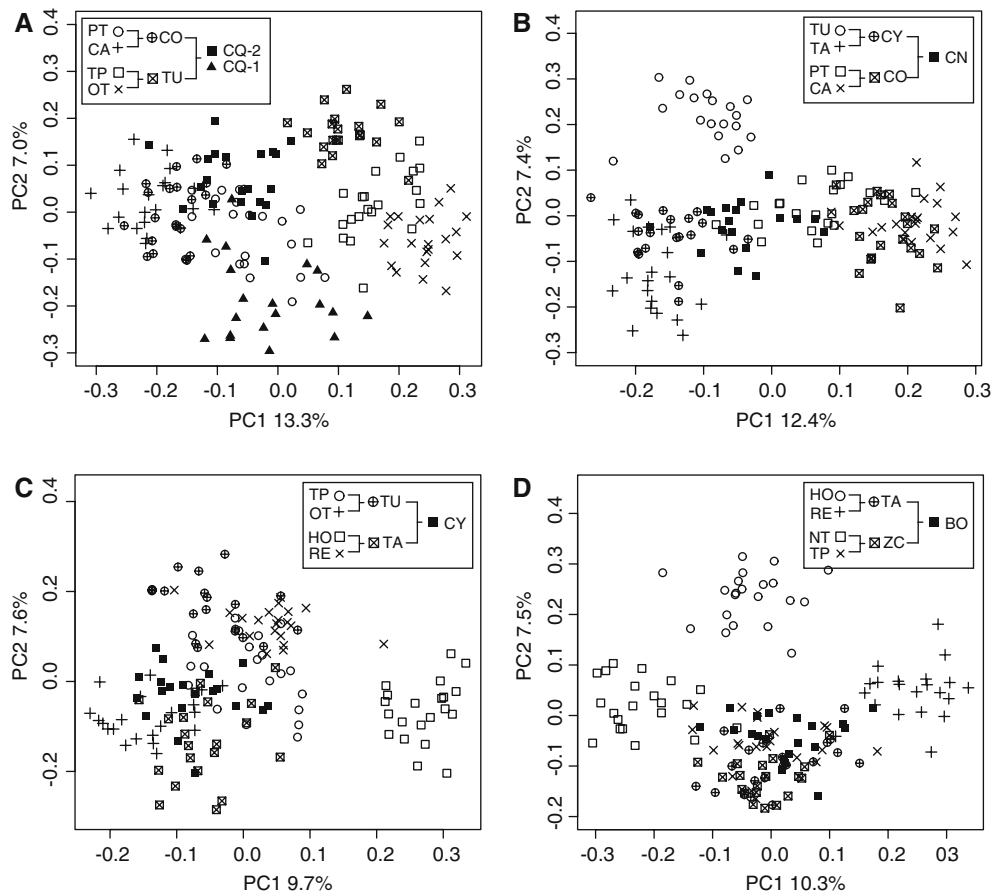 A
PT CO
CA
TP TU
OT
CQ-2
CQ-1
0.4
0.3
0.2
0.1
0.0
-0.1
-0.2
-0.3
PC2 7.0%
-0.3 -0.2 -0.1 0.0 0.1 0.2 0.3
PC1 13.3%
B
TU CY
TA
PT CO
CA
CN
0.4
0.3
0.2
0.1
0.0
-0.1
-0.2
-0.3
PC2 7.4%
-0.2 -0.1 0.0 0.1 0.2 0.3
PC1 12.4%
C
TP TU
OT
HO TA
RE
CY
0.4
0.2
0.0
-0.2
PC2 7.6%
-0.2 -0.1 0.0 0.1 0.2 0.3
PC1 9.7%
D
HO TA
RE
NT ZC
TP
BO
0.4
0.3
0.2
0.1
0.0
-0.1
-0.2
PC2 7.5%
-0.3 -0.2 -0.1 0.0 0.1 0.2 03
PC1 10.3%